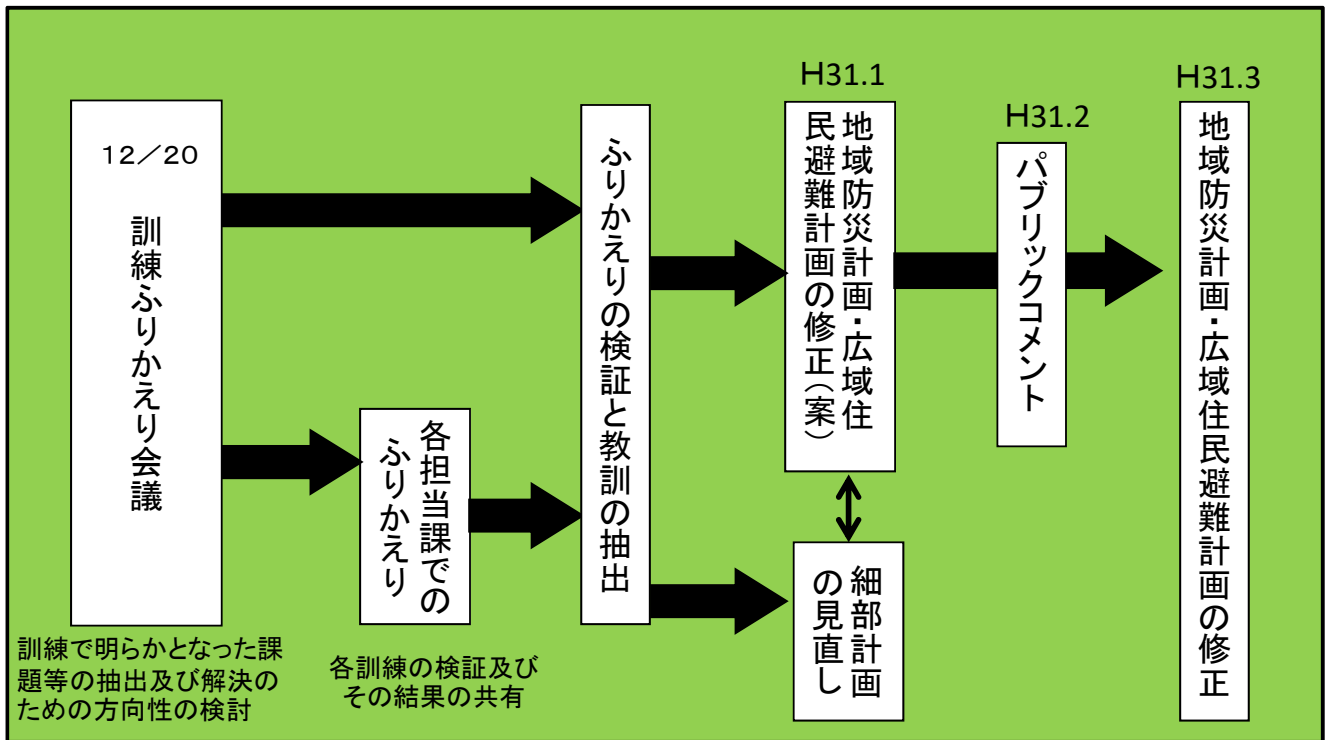 12／20
訓練ふりかえり会議
訓練で明らかとなった課
題等の抽出及び解決の
ための方向性の検討
各担当課での
ふりかえり
各訓練の検証及び
その結果の共有
ふりかえりの検証と教訓の抽出
H31.1
地域防災計画・広域住
民避難計画の修正（案）
細部計画
の見直し
H31.2
パブリックコメント
H31.3
地域防災計画・広域住民避難計画の修正